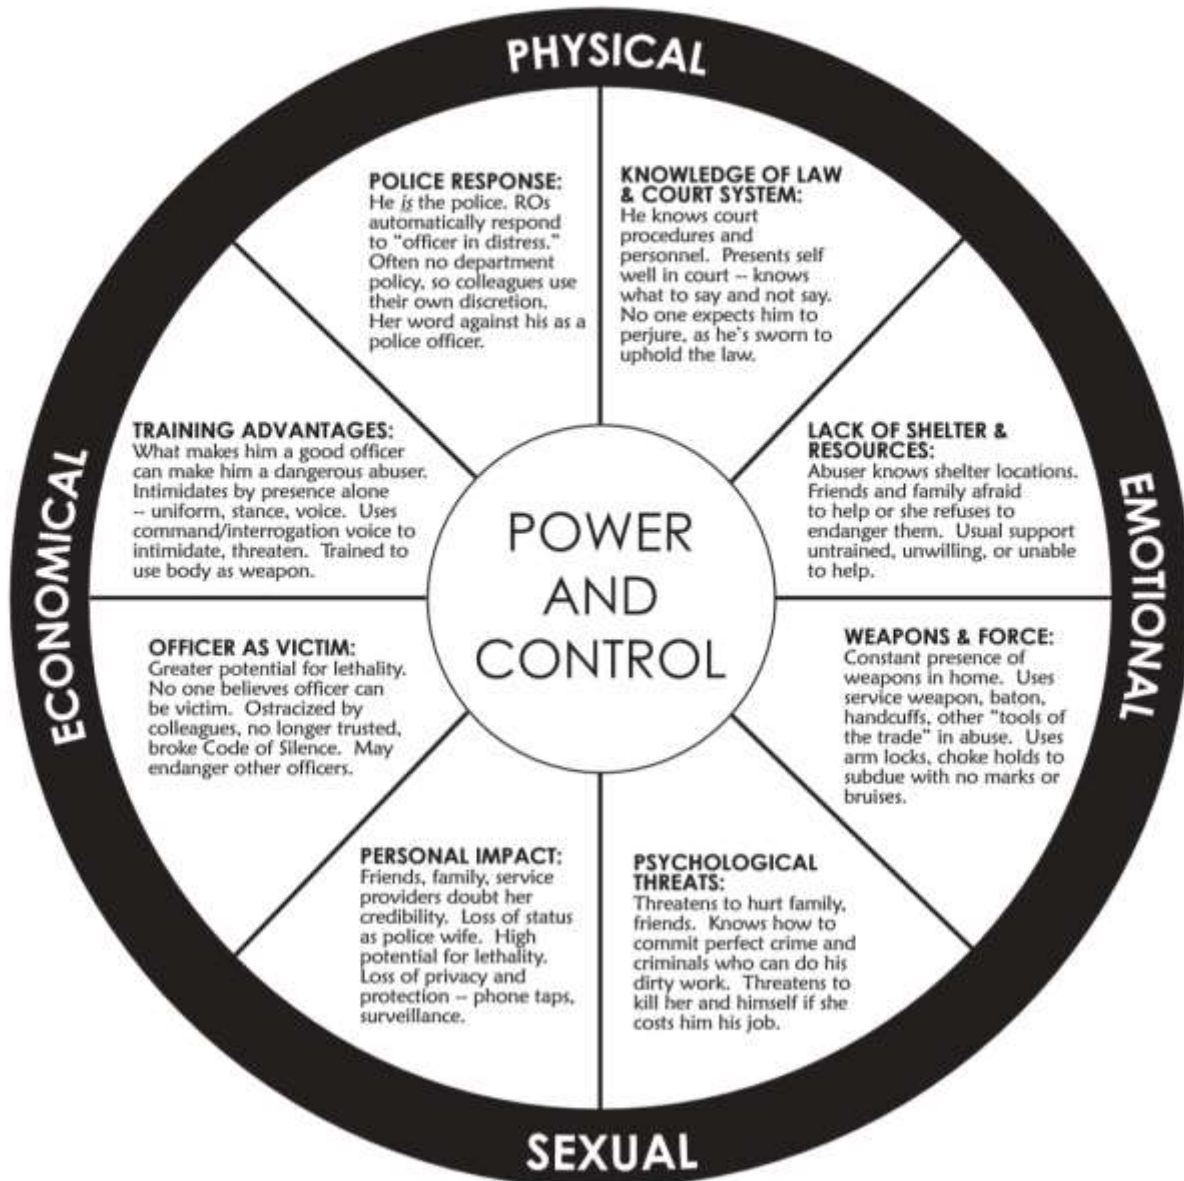 PHYSICAL
POLICE RESPONSE:
He is the police. ROs
automatically respond
to “officer in distress.”
Often no department
policy, so colleagues use
their own discretion.
Her word against his as a
police officer.
KNOWLEDGE OF LAW
& COURT SYSTEM:
He knows court
procedures and
personnel. Presents self
well in court -- knows
what to say and not say.
No one expects him to
perjure, as he’s sworn to
uphold the law.
TRAINING ADVANTAGES:
What makes him a good officer
can make him a dangerous abuser.
Intimidates by presence alone
-- uniform, stance, voice. Uses
command/interrogation voice to
intimidate, threaten. Trained to
use body as weapon.
LACK OF SHELTER &
RESOURCES:
Abuser knows shelter locations.
Friends and family afraid
to help or she refuses to
endanger them. Usual support
untrained, unwilling, or unable
to help.
ECONOMICAL
POWER
AND
CONTROL
EMOTIONAL
OFFICER AS VICTIM:
Greater potential for lethality.
No one believes officer can
be victim. Ostracized by
colleagues, no longer trusted,
broke Code of Silence. May
endanger other officers.
WEAPONS & FORCE:
Constant presence of
weapons in home. Uses
service weapon, baton,
handcuffs, other “tools of
the trade” in abuse. Uses
arm locks, choke holds to
subdue with no marks or
bruises.
PERSONAL IMPACT:
Friends, family, service
providers doubt her
credibility. Loss of status
as police wife. High
potential for lethality.
Loss of privacy and
protection -- phone taps,
surveillance.
PSYCHOLOGICAL
THREATS:
Threatens to hurt family,
friends. Knows how to
commit perfect crime and
criminals who can do his
dirty work. Threatens to
kill her and himself if she
costs him his job.
SEXUAL